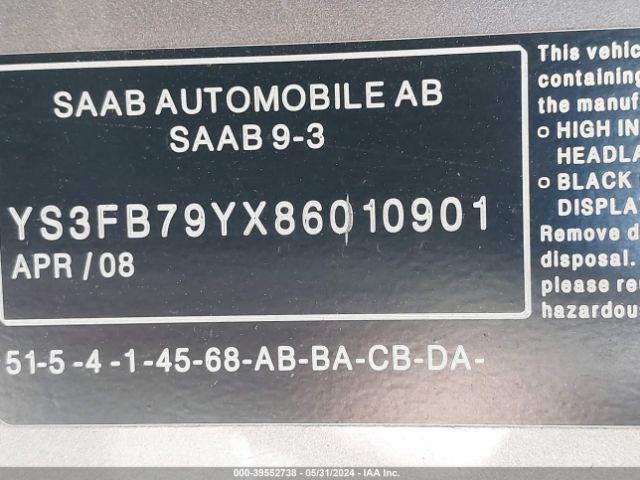 SAAB AUTOMOBILE AB
SAAB 9-3
YS3FB79YX86010901
APR / 08
51-5-4-1-45-68-AB-BA-CB-DA-
This vehic
containing
the manuf
o HIGH IN
HEADLA
o BLACK
DISPLA
Remove d
disposal.
please re
hazardous
000-39552738 - 05/31/2024 - IAA Inc.